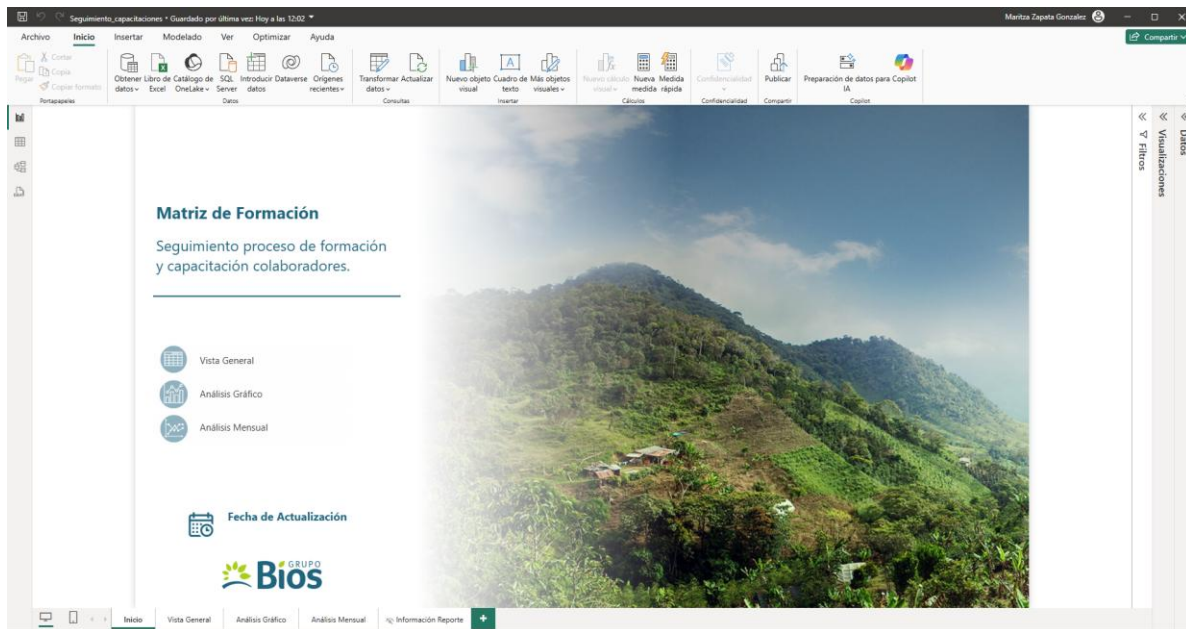 Seguimiento_capacitaciones • Guardado por última vez: Hoy a las 12:02
Maritza Zapata Gonzalez
Archivo Inicio Insertar Modelado Ver Optimizar Ayuda
Compartir
Pegar
Cortar
Copia
Copiar formato
Portapapeles
Obtener datos
Libro de Excel
Catálogo de OneLake
SQL Server
Introducir datos
Dataverse
Orígenes recientes
Datos
Transformar datos
Actualizar
Consultas
Nuevo objeto visual
Cuadro de texto
Más objetos visuales
Insertar
Nuevo cálculo visual
Nueva medida
Medida rápida
Cálculos
Confidencialidad
Confidencialidad
Publicar
Compartir
Preparación de datos para IA
Copilot
Copilot
Filtros
Visualizaciones
Datos
Matriz de Formación
Seguimiento proceso de formación
y capacitación colaboradores.
Vista General
Análisis Gráfico
Análisis Mensual
Fecha de Actualización
GRUPO
Bios
Inicio Vista General Análisis Gráfico Análisis Mensual Información Reporte